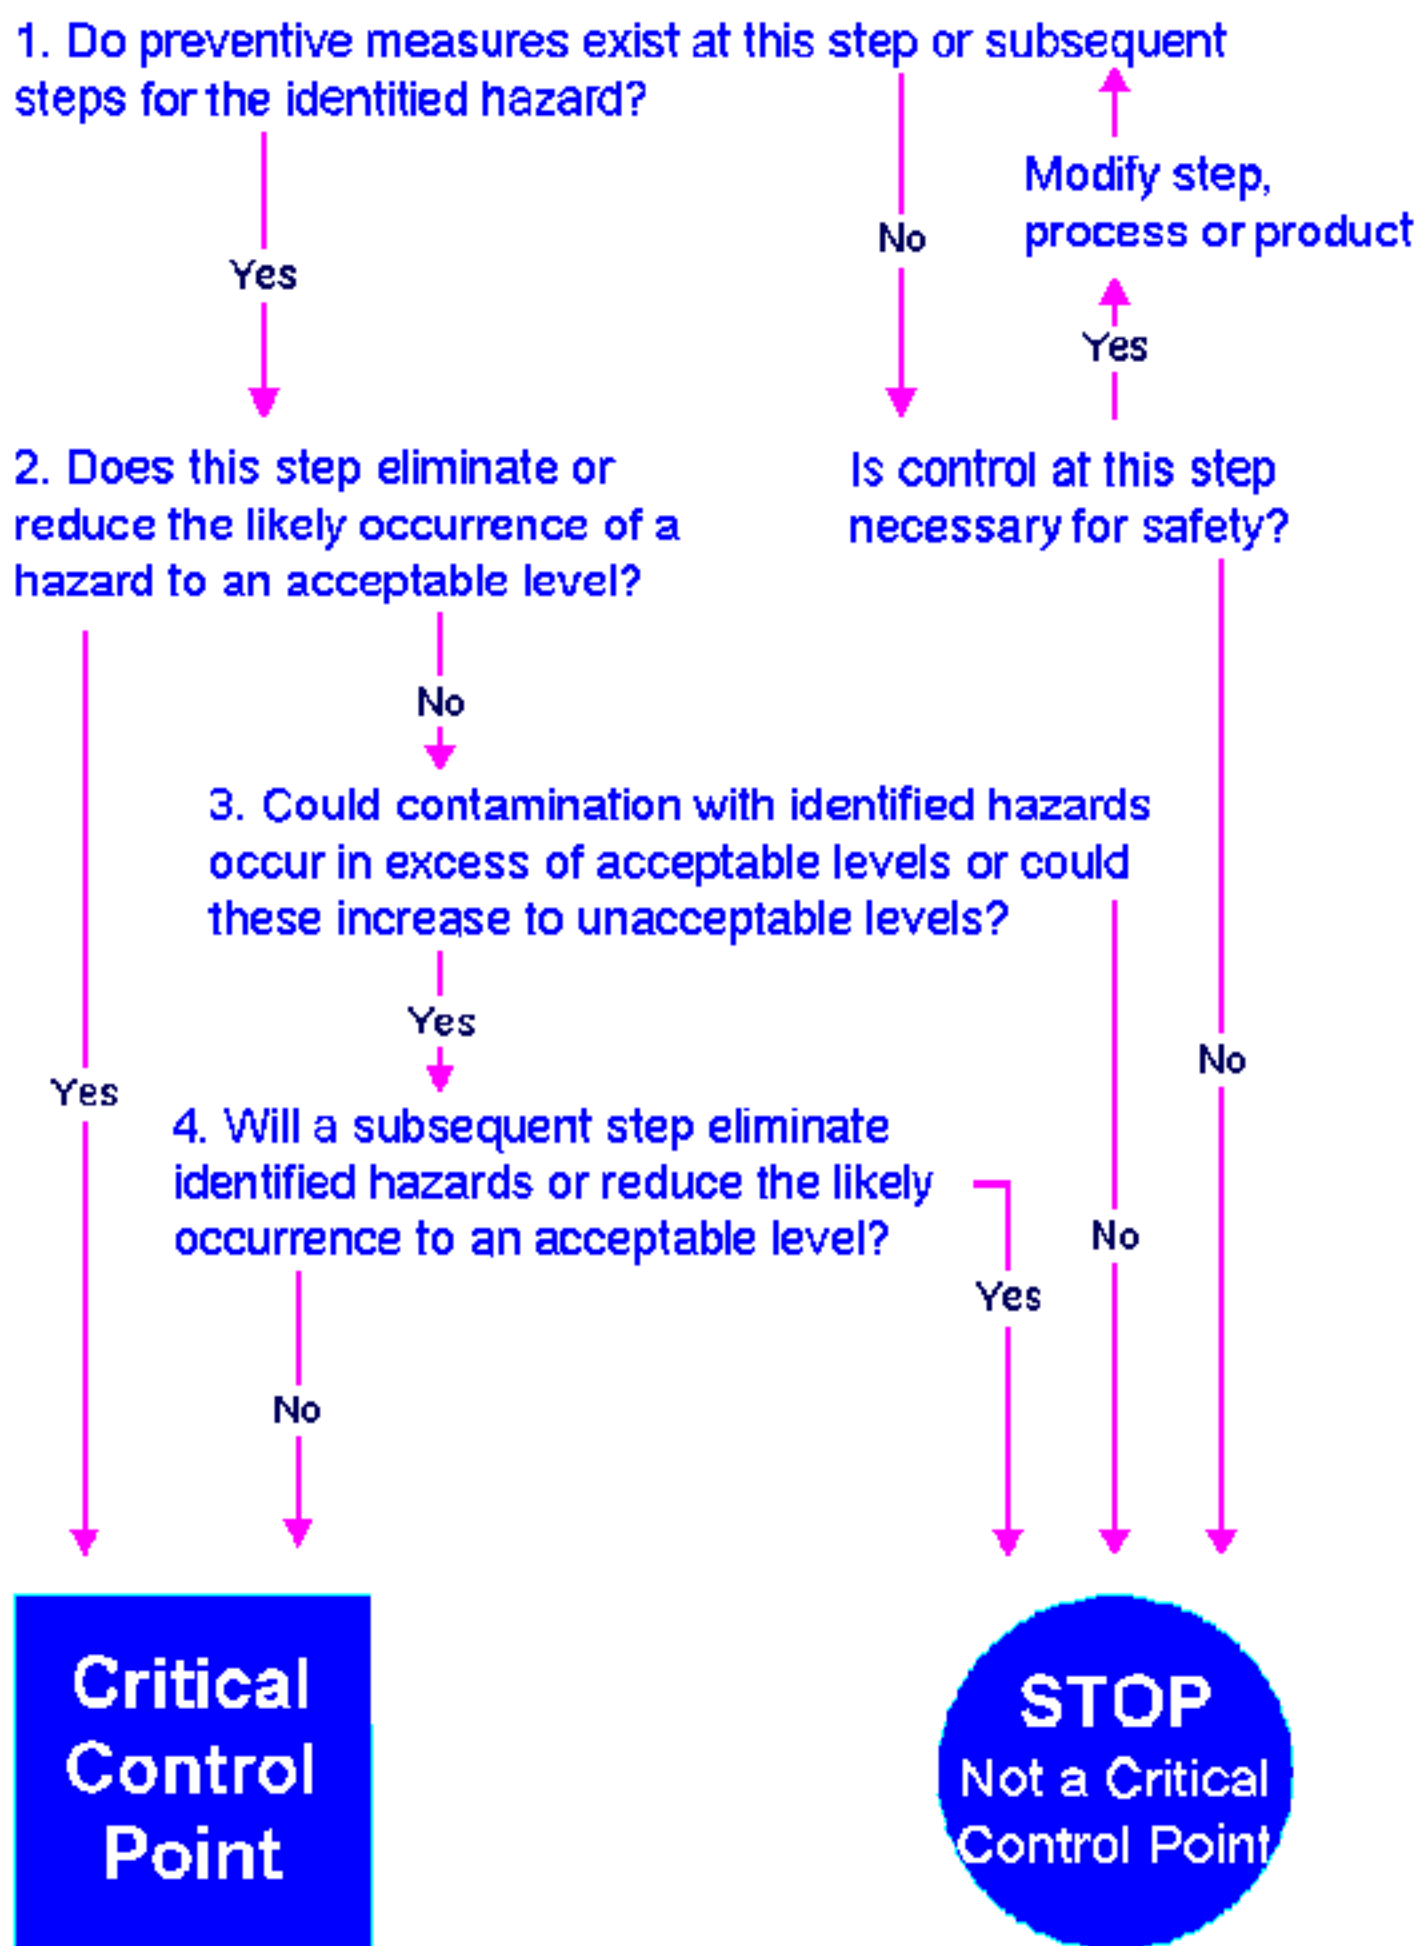 1. Do preventive measures exist at this step or subsequent
steps for the identitied hazard?
Yes
No
Modify step,
process or product
Yes
2. Does this step eliminate or
reduce the likely occurrence of a
hazard to an acceptable level?
Is control at this step
necessary for safety?
No
3. Could contamination with identified hazards
occur in excess of acceptable levels or could
these increase to unacceptable levels?
Yes
No
Yes
4. Will a subsequent step eliminate
identified hazards or reduce the likely
occurrence to an acceptable level?
No
Yes
No
Critical
Control
Point
STOP
Not a Critical
Control Point